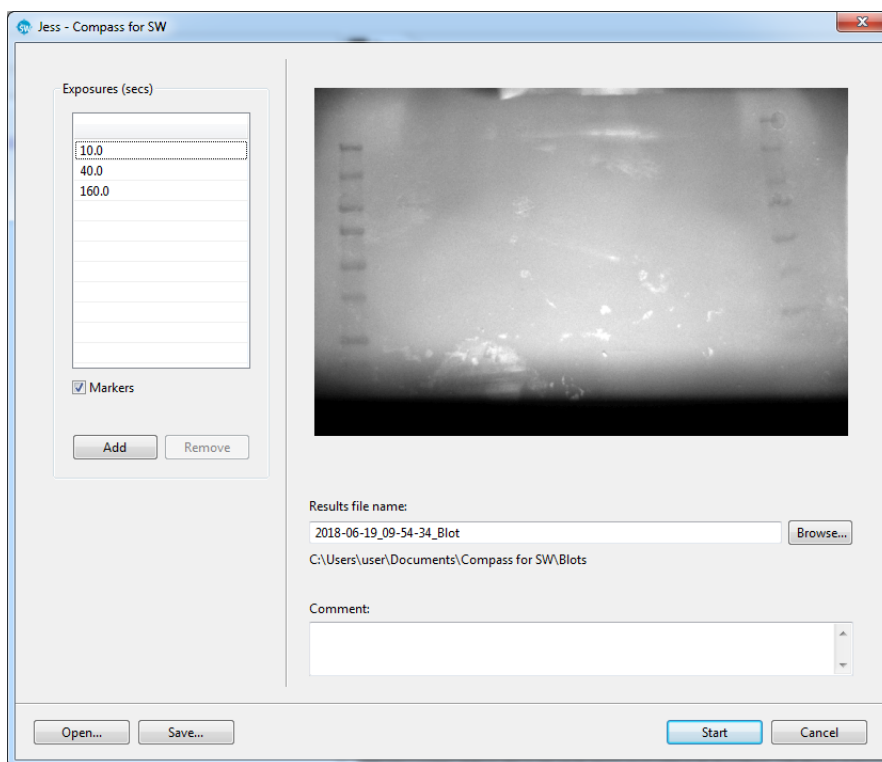 Jess - Compass for SW
Exposures (secs)
10.0
40.0
160.0
Markers
Add
Remove
Results file name:
2018-06-19_09-54-34_Blot
Browse...
C:\Users\user\Documents\Compass for SW\Blots
Comment:
Open...
Save...
Start
Cancel